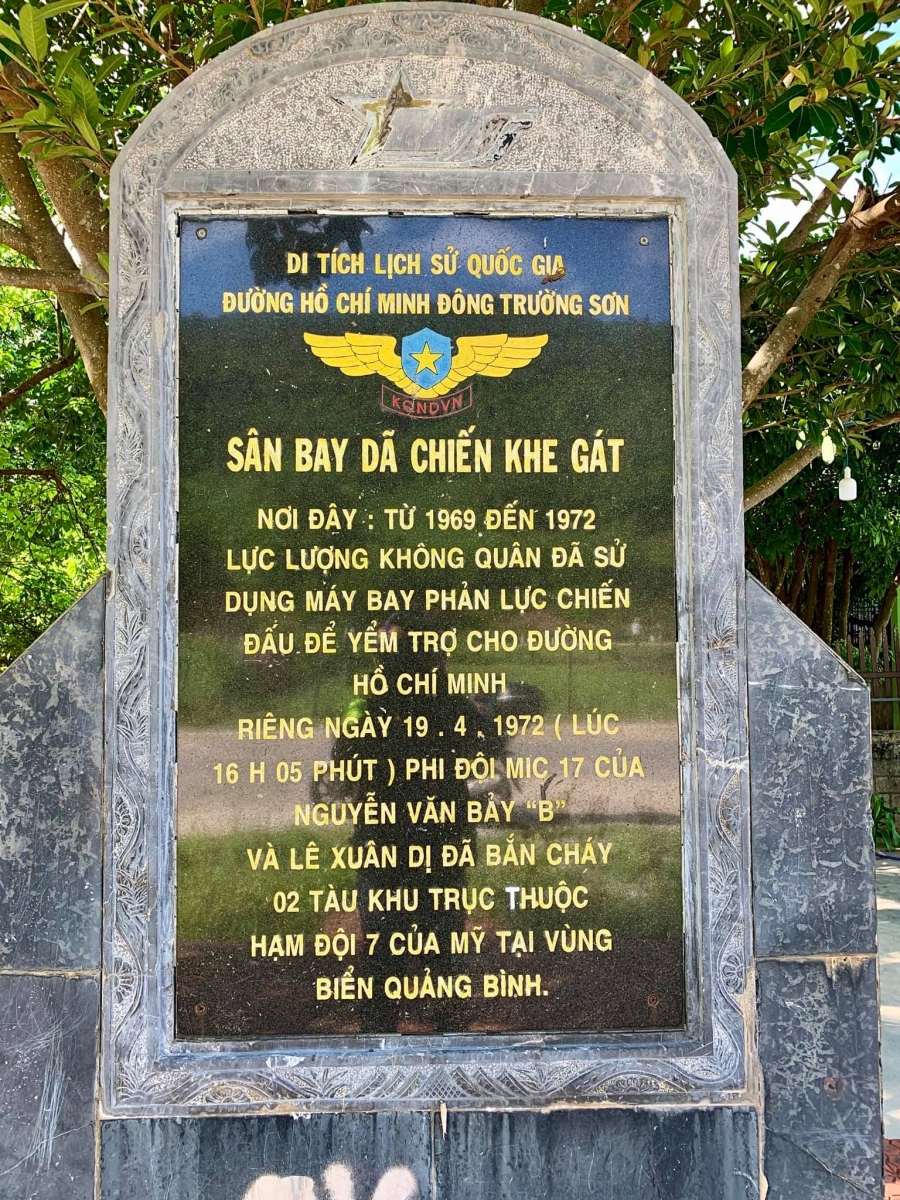 DI TÍCH LỊCH SỬ QUỐC GIA
ĐƯỜNG HỒ CHÍ MINH ĐÔNG TRƯỜNG SƠN
KQNDVN
SÂN BAY DÃ CHIẾN KHE GÁT
NƠI ĐÂY : TỪ 1969 ĐẾN 1972
LỰC LƯỢNG KHÔNG QUÂN ĐÃ SỬ
DỤNG MÁY BAY PHẢN LỰC CHIẾN
ĐẤU ĐỂ YỂM TRỢ CHO ĐƯỜNG
HỒ CHÍ MINH
RIÊNG NGÀY 19 . 4 . 1972 ( LÚC
16 H 05 PHÚT ) PHI ĐỘI MIC 17 CỦA
NGUYỄN VĂN BẢY "B"
VÀ LÊ XUÂN DỊ ĐÃ BẮN CHÁY
02 TÀU KHU TRỤC THUỘC
HẠM ĐỘI 7 CỦA MỸ TẠI VÙNG
BIỂN QUẢNG BÌNH.